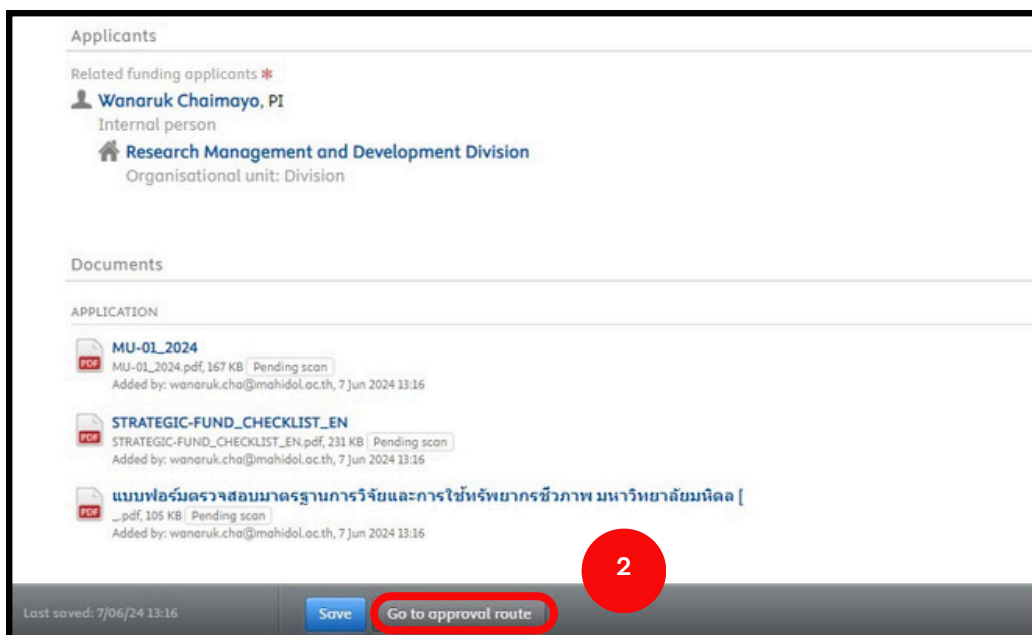 Applicants
Related funding applicants *
Wanaruk Chaimayo, PI
Internal person
Research Management and Development Division
Organisational unit: Division
Documents
APPLICATION
PDF
MU-01_2024
MU-01_2024.pdf, 167 KB Pending scan
Added by: wanaruk.cha@mahidol.ac.th, 7 Jun 2024 13:16
PDF
STRATEGIC-FUND_CHECKLIST_EN
STRATEGIC-FUND_CHECKLIST_EN.pdf, 231 KB Pending scan
Added by: wanaruk.cha@mahidol.ac.th, 7 Jun 2024 13:16
PDF
แบบฟอร์มตรวจสอบมาตรฐานการวิจัยและการใช้ทรัพยากรชีวภาพ มหาวิทยาลัยมหิดล [
_.pdf, 105 KB Pending scan
Added by: wanaruk.cha@mahidol.ac.th, 7 Jun 2024 13:16
2
Last saved: 7/06/24 13:16 Save Go to approval route